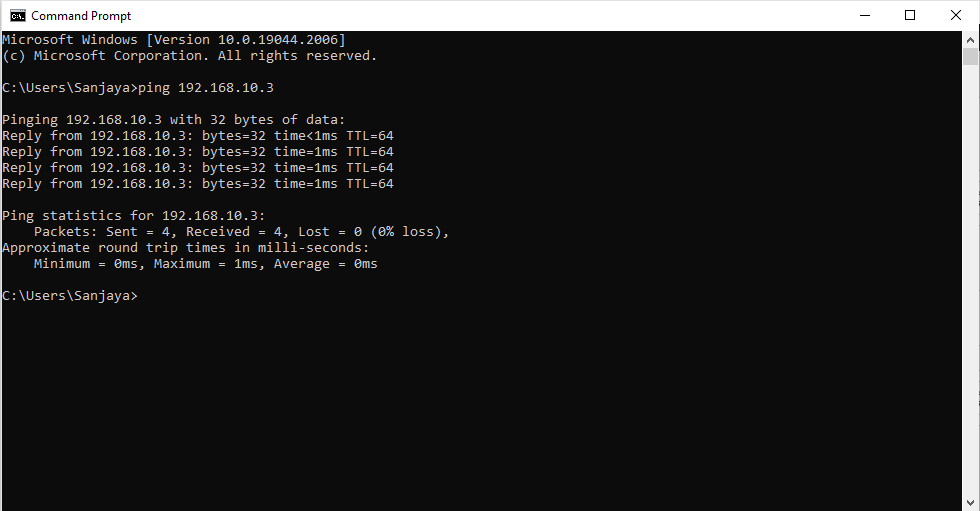 Command Prompt
Microsoft Windows [Version 10.0.19044.2006]
(c) Microsoft Corporation. All rights reserved.
C:\Users\Sanjaya>ping 192.168.10.3
Pinging 192.168.10.3 with 32 bytes of data:
Reply from 192.168.10.3: bytes=32 time<1ms TTL=64
Reply from 192.168.10.3: bytes=32 time=1ms TTL=64
Reply from 192.168.10.3: bytes=32 time=1ms TTL=64
Reply from 192.168.10.3: bytes=32 time=1ms TTL=64
Ping statistics for 192.168.10.3:
    Packets: Sent = 4, Received = 4, Lost = 0 (0% loss),
Approximate round trip times in milli-seconds:
    Minimum = 0ms, Maximum = 1ms, Average = 0ms
C:\Users\Sanjaya>